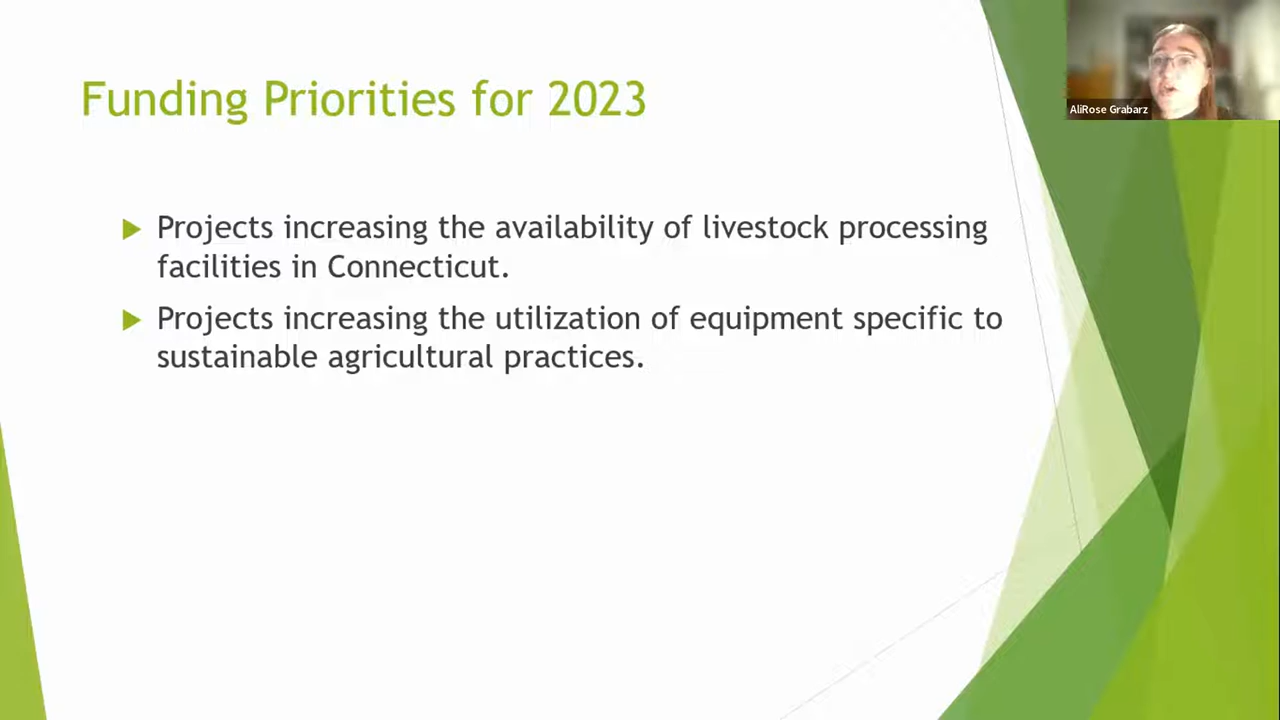 Funding Priorities for 2023
Projects increasing the availability of livestock processing
facilities in Connecticut.
Projects increasing the utilization of equipment specific to
sustainable agricultural practices.
AliRose Grabarz